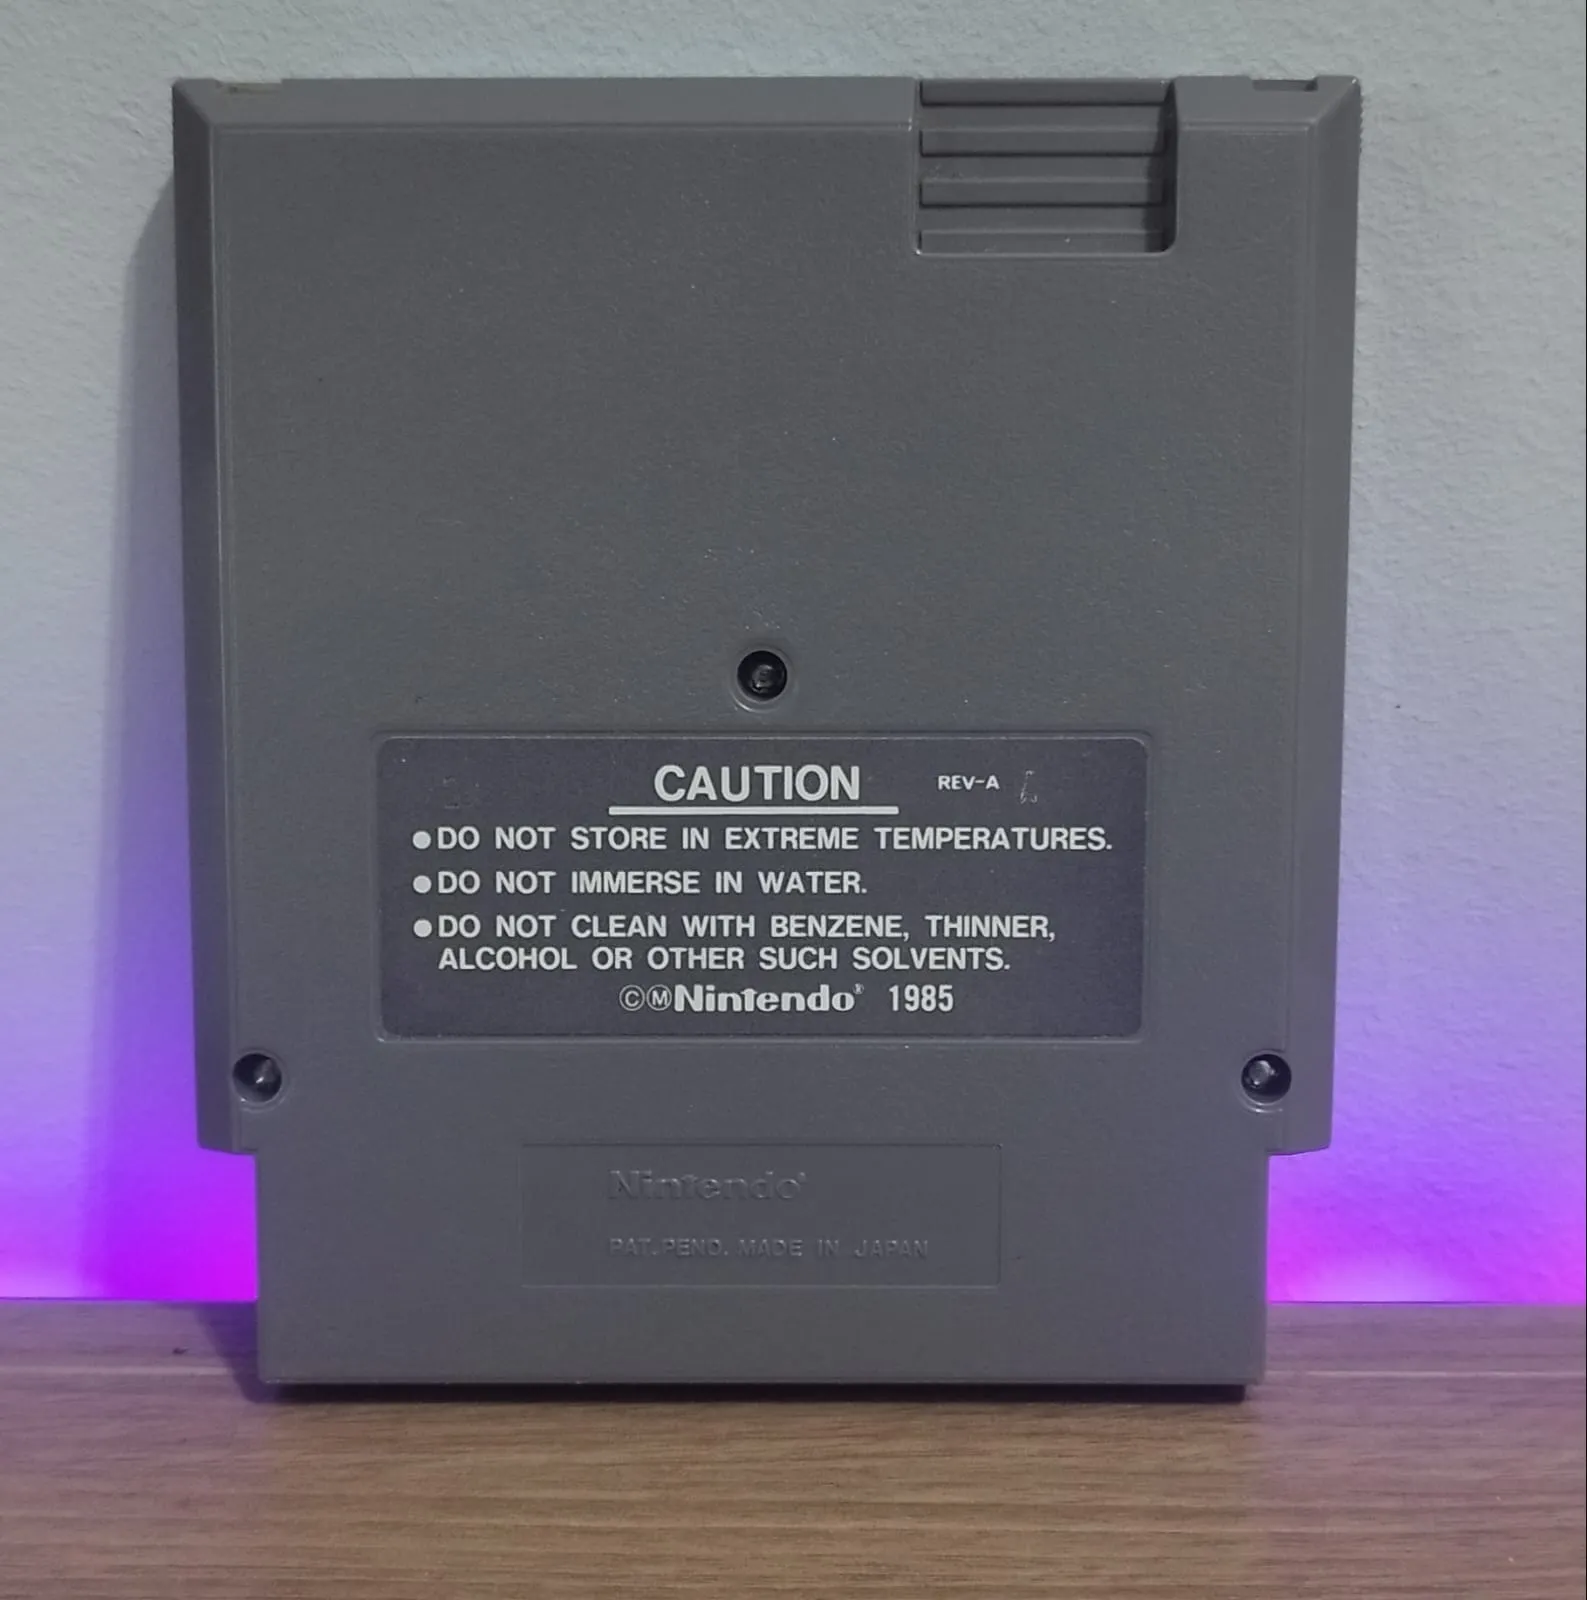 CAUTION REV-A
●DO NOT STORE IN EXTREME TEMPERATURES.
●DO NOT IMMERSE IN WATER.
●DO NOT CLEAN WITH BENZENE, THINNER,
ALCOHOL OR OTHER SUCH SOLVENTS.
©ⓂNintendo® 1985
Nintendo®
PAT. PEND. MADE IN JAPAN